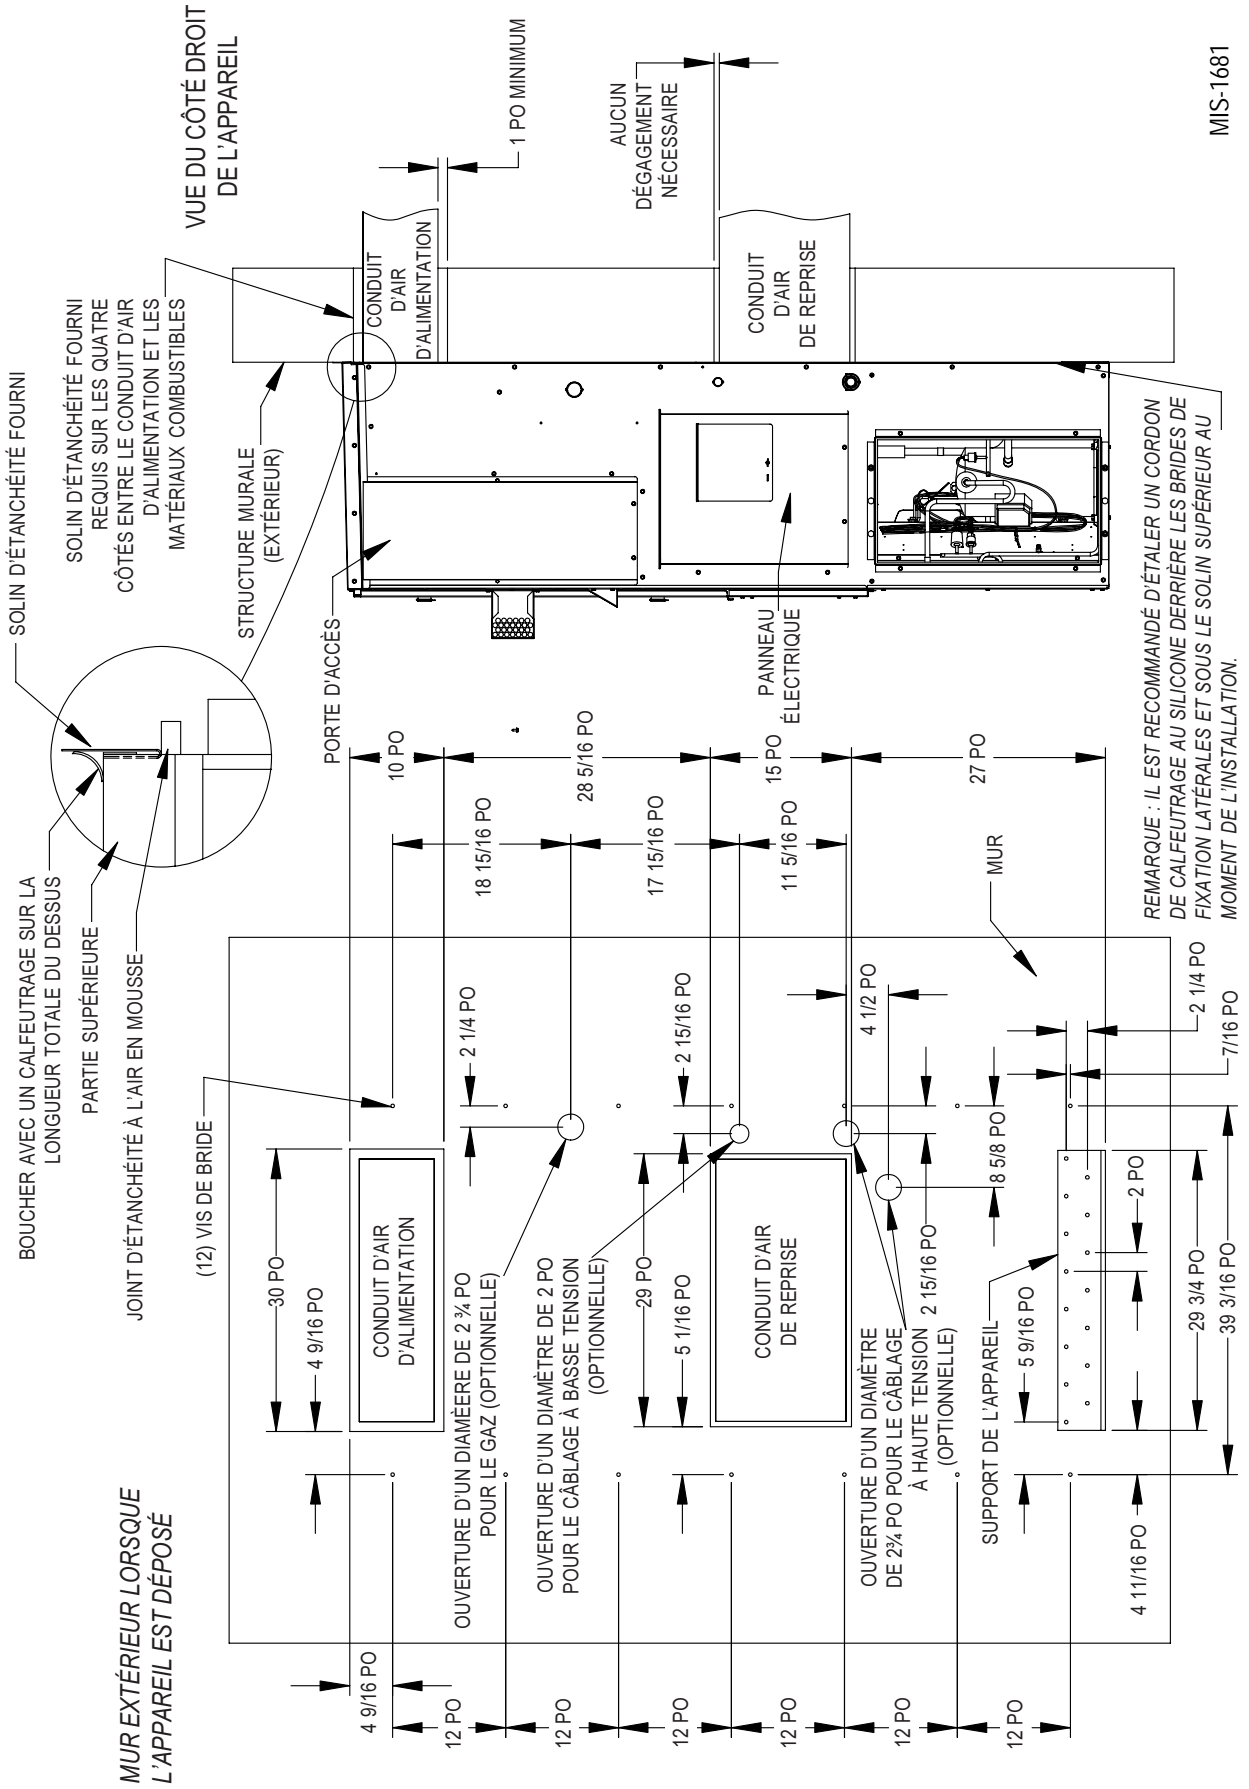 MUR EXTÉRIEUR LORSQUE
L'APPAREIL EST DÉPOSÉ
BOUCHER AVEC UN CALFEUTRAGE SUR LA
LONGUEUR TOTALE DU DESSUS
PARTIE SUPÉRIEURE
JOINT D'ÉTANCHÉITÉ À L'AIR EN MOUSSE
(12) VIS DE BRIDE
SOLIN D'ÉTANCHÉITÉ FOURNI
SOLIN D'ÉTANCHÉITÉ FOURNI
REQUIS SUR LES QUATRE
CÔTÉS ENTRE LE CONDUIT D'AIR
D'ALIMENTATION ET LES
MATÉRIAUX COMBUSTIBLES
VUE DU CÔTÉ DROIT
DE L'APPAREIL
STRUCTURE MURALE
(EXTÉRIEUR)
PORTE D'ACCÈS
CONDUIT
D'AIR
D'ALIMENTATION
1 PO MINIMUM
AUCUN
DÉGAGEMENT
NÉCESSAIRE
CONDUIT
D'AIR
DE REPRISE
PANNEAU
ÉLECTRIQUE
30 PO
4 9/16 PO
CONDUIT D'AIR
D'ALIMENTATION
4 9/16 PO
12 PO
12 PO
12 PO
12 PO
12 PO
12 PO
10 PO
28 5/16 PO
15 PO
27 PO
18 15/16 PO
17 15/16 PO
11 5/16 PO
2 1/4 PO
OUVERTURE D'UN DIAMÈERE DE 2 ¾ PO
POUR LE GAZ (OPTIONNELLE)
OUVERTURE D'UN DIAMÈTRE DE 2 PO
POUR LE CÂBLAGE À BASSE TENSION
(OPTIONNELLE)
2 15/16 PO
29 PO
5 1/16 PO
CONDUIT D'AIR
DE REPRISE
4 1/2 PO
OUVERTURE D'UN DIAMÈTRE
DE 2¾ PO POUR LE CÂBLAGE
À HAUTE TENSION
(OPTIONNELLE)
2 15/16 PO
8 5/8 PO
MUR
SUPPORT DE L'APPAREIL
5 9/16 PO
2 PO
2 1/4 PO
7/16 PO
4 11/16 PO
29 3/4 PO
39 3/16 PO
REMARQUE : IL EST RECOMMANDÉ D'ÉTALER UN CORDON
DE CALFEUTRAGE AU SILICONE DERRIÈRE LES BRIDES DE
FIXATION LATÉRALES ET SOUS LE SOLIN SUPÉRIEUR AU
MOMENT DE L'INSTALLATION.
MIS-1681